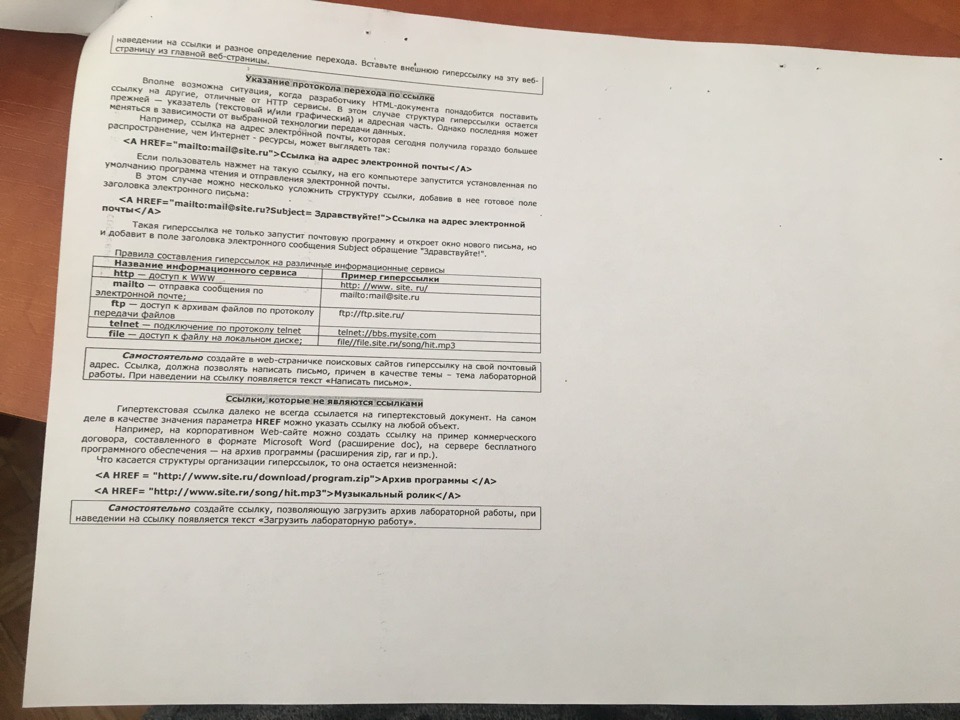 наведении на ссылки и разное определение перехода. Вставьте внешнюю гиперссылку на эту веб-
страницу из главной веб-страницы.
Указание протокола перехода по ссылке
Вполне возможна ситуация, когда разработчику HTML-документа понадобится поставить
ссылку на другие, отличные от HTTP сервисы. В этом случае структура гиперссылки остается
прежней — указатель (текстовый и/или графический) и адресная часть. Однако последняя может
меняться в зависимости от выбранной технологии передачи данных.
Например, ссылка на адрес электронной почты, которая сегодня получила гораздо большее
распространение, чем Интернет - ресурсы, может выглядеть так:
<A HREF="mailto:mail@site.ru">Ссылка на адрес электронной почты</A>
Если пользователь нажмет на такую ссылку, на его компьютере запустится установленная по
умолчанию программа чтения и отправления электронной почты.
В этом случае можно несколько усложнить структуру ссылки, добавив в нее готовое поле
заголовка электронного письма:
<A HREF="mailto:mail@site.ru?Subject= Здравствуйте!">Ссылка на адрес электронной
почты</A>
Такая гиперссылка не только запустит почтовую программу и откроет окно нового письма, но
и добавит в поле заголовка электронного сообщения Subject обращение "Здравствуйте!".
Правила составления гиперссылок на различные информационные сервисы
Название информационного сервиса Пример гиперссылки
http — доступ к WWW http: //www. site. ru/
mailto — отправка сообщения по mailto:mail@site.ru
электронной почте;
ftp — доступ к архивам файлов по протоколу ftp://ftp.site.ru/
передачи файлов
telnet — подключение по протоколу telnet telnet://bbs.mysite.com
file — доступ к файлу на локальном диске; file//file.site.rи/song/hit.mp3
Самостоятельно создайте в web-страничке поисковых сайтов гиперссылку на свой почтовый
адрес. Ссылка, должна позволять написать письмо, причем в качестве темы – тема лабораторной
работы. При наведении на ссылку появляется текст «Написать письмо».
Ссылки, которые не являются ссылками
Гипертекстовая ссылка далеко не всегда ссылается на гипертекстовый документ. На самом
деле в качестве значения параметра HREF можно указать ссылку на любой объект.
Например, на корпоративном Web-сайте можно создать ссылку на пример коммерческого
договора, составленного в формате Microsoft Word (расширение doc), на сервере бесплатного
программного обеспечения — на архив программы (расширения zip, rar и пр.).
Что касается структуры организации гиперссылок, то она остается неизменной:
<A HREF = "http://www.site.ru/download/program.zip">Архив программы </A>
<A HREF= "http://www.site.rи/song/hit.mp3">Музыкальный ролик</A>
Самостоятельно создайте ссылку, позволяющую загрузить архив лабораторной работы, при
наведении на ссылку появляется текст «Загрузить лабораторную работу».